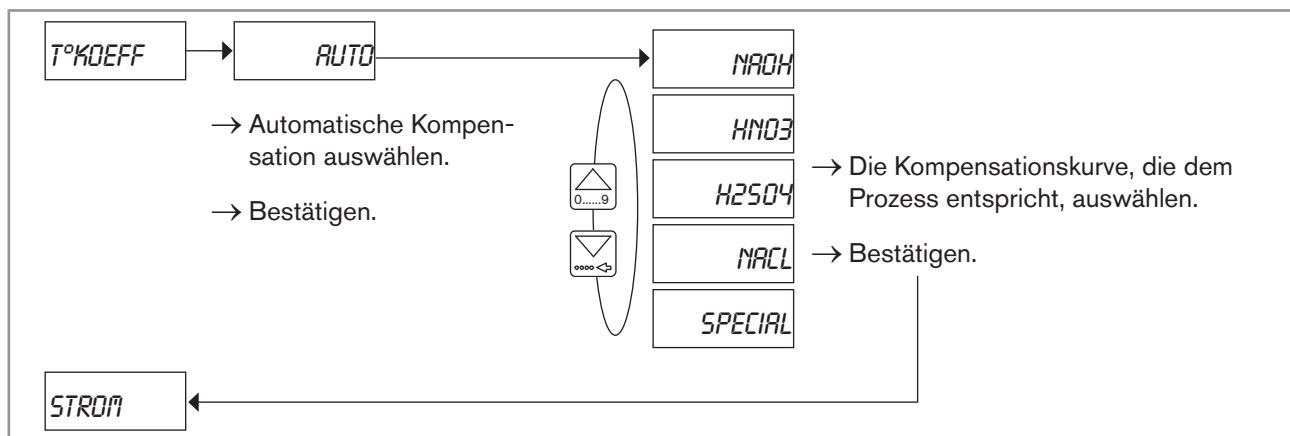 T°KOEFF
AUTO
→ Automatische Kompen-
sation auswählen.
→ Bestätigen.
0......9
NAOH
HNO3
H2SO4
NACL
SPECIAL
→ Die Kompensationskurve, die dem
Prozess entspricht, auswählen.
→ Bestätigen.
STROM